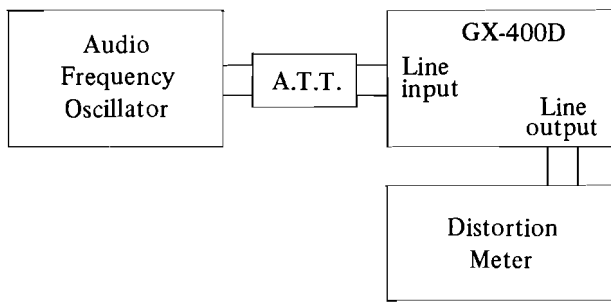 Audio
Frequency
Oscillator
A.T.T.
GX-400D
Line
input
Line
output
Distortion
Meter